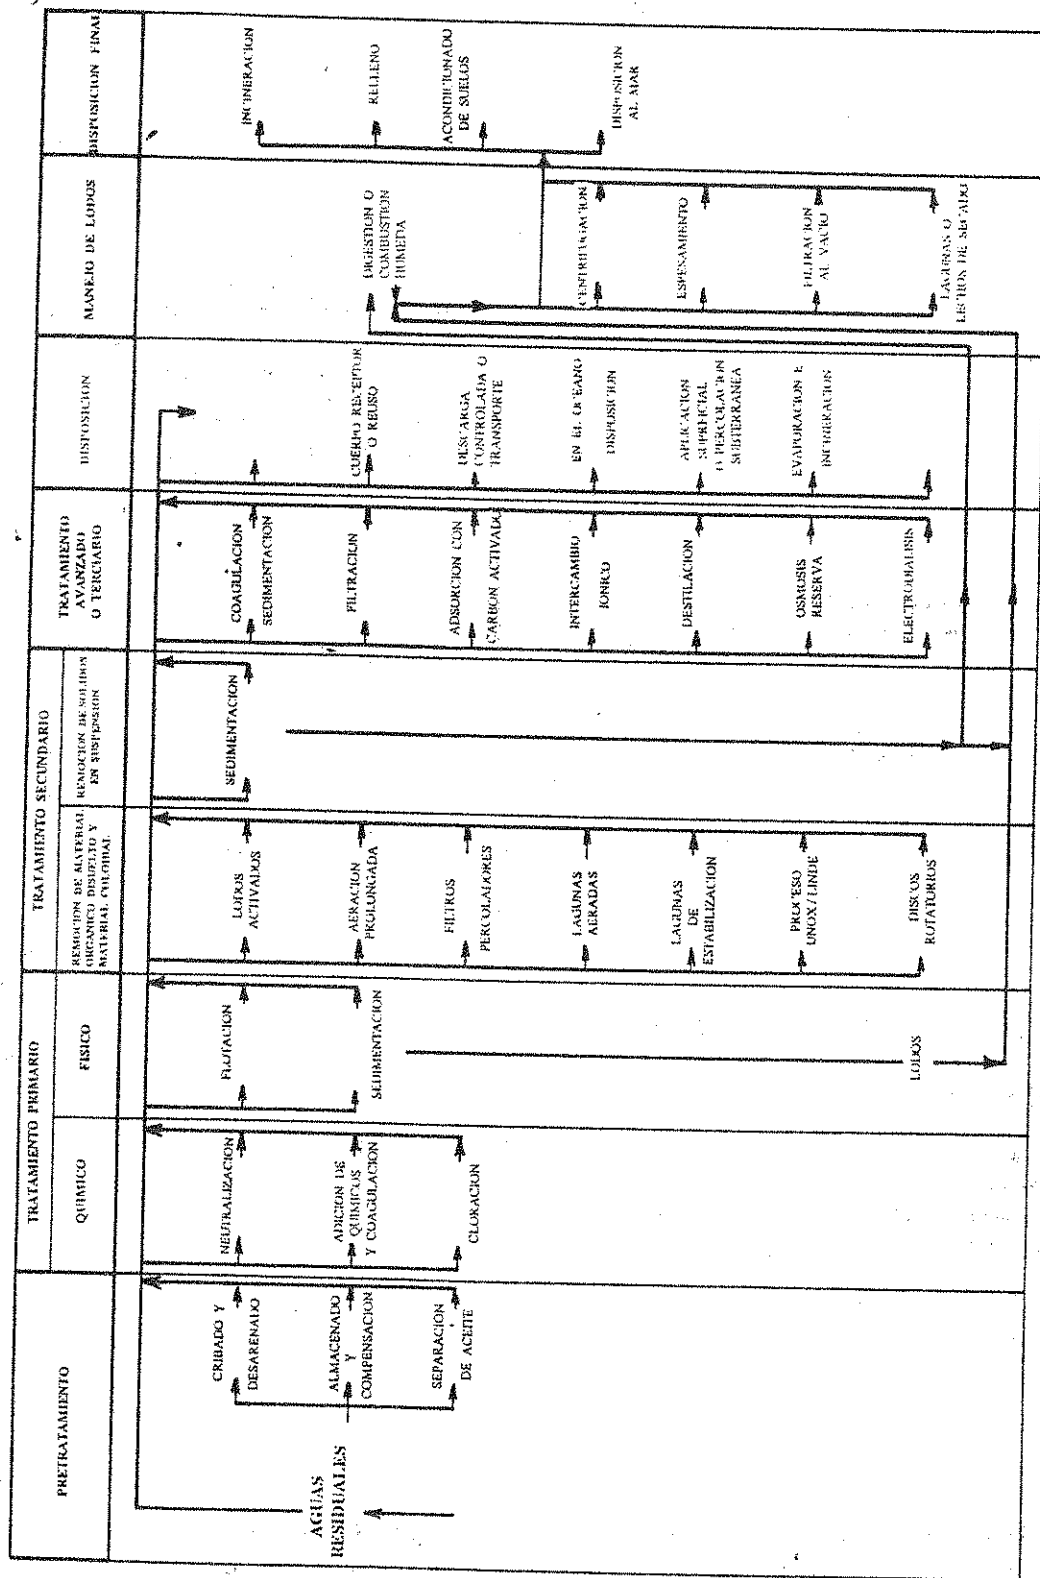 PRETRATAMIENTO
TRATAMIENTO PRIMARIO
QUIMICO
FISICO
TRATAMIENTO SECUNDARIO
REMOCION DE MATERIAL
ORGANICO DISUELTO Y
MATERIAL COLOIDAL
REMOCION DE SOLIDOS
EN SUSPENSION
TRATAMIENTO
AVANZADO
O TERCIARIO
DISPOSICION
MANEJO DE LODOS
DISPOSICION FINAL
AGUAS
RESIDUALES
CRIBADO Y
DESARENADO
ALMACENADO
Y
COMPENSACION
SEPARACION
DE ACEITE
NEUTRALIZACION
ADICION DE
QUIMICOS
Y COAGULACION
CLORACION
FLOTACION
SEDIMENTACION
LODOS
LODOS
ACTIVADOS
AERACION
PROLONGADA
FILTROS
PERCOLADORES
LAGUNAS
AERADAS
LAGUNAS
DE
ESTABILIZACION
PROCESO
UNOX / LINDE
DISCOS
ROTATORIOS
SEDIMENTACION
COAGULACION
SEDIMENTACION
FILTRACION
ADSORCION CON
CARBON ACTIVADO
INTERCAMBIO
IONICO
DESTILACION
OSMOSIS
RESERVA
ELECTRODIALISIS
CUERPO RECEPTOR
O REUSO
DESCARGA
CONTROLADA O
TRANSPORTE
EN EL OCEANO
DISPOSICION
APLICACION
SUPRFICIAL
O PERCOLACION
SUBTERRANEA
EVAPORACION E
INCINERACION
DIGESTION O
COMBUSTION
HUMEDA
CENTRIFUGACION
ESPESAMIENTO
FILTRACION
AL VACIO
LAGUNAS O
LECHOS DE SECADO
INCINERACION
RELLENO
ACONDICIONADO
DE SUELOS
DISPOSICION
AL MAR